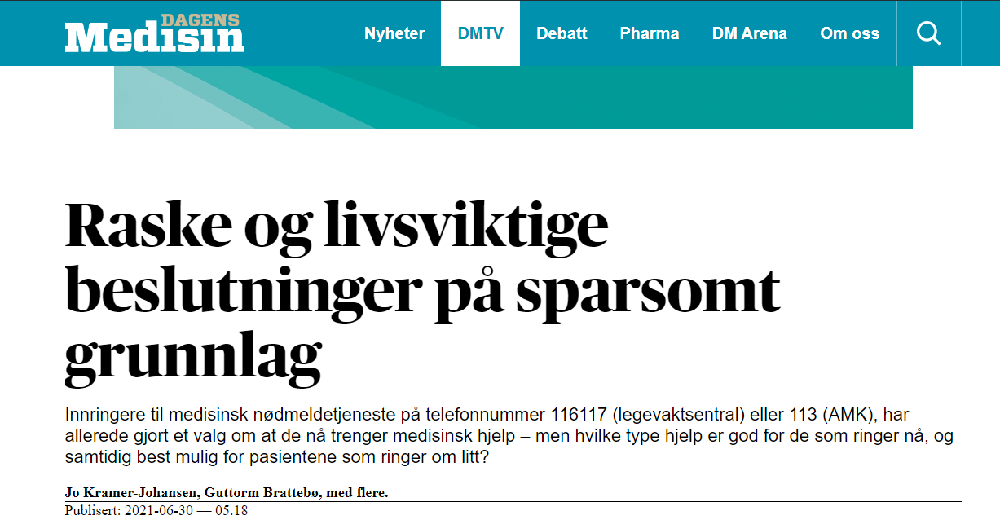 DAGENS
Medisin
Nyheter DMTV Debatt Pharma DM Arena Om oss
Raske og livsviktige
beslutninger på sparsomt
grunnlag
Innringere til medisinsk nødmeldetjeneste på telefonnummer 116117 (legevaktsentral) eller 113 (AMK), har
allerede gjort et valg om at de nå trenger medisinsk hjelp – men hvilke type hjelp er god for de som ringer nå, og
samtidig best mulig for pasientene som ringer om litt?
Jo Kramer-Johansen, Guttorm Brattebø, med flere.
Publisert: 2021-06-30 — 05.18